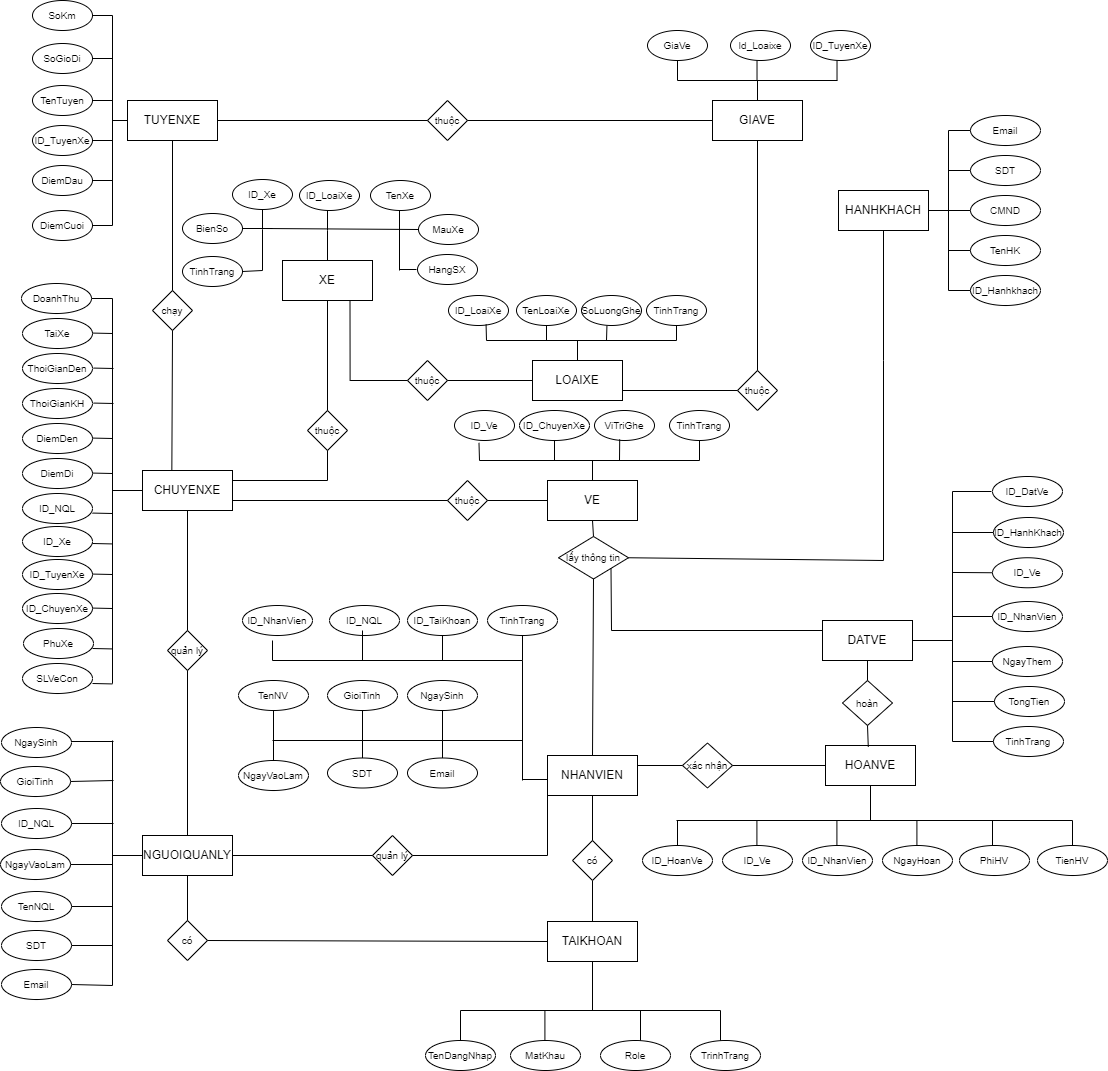 SoKm
SoGioDi
TenTuyen
ID_TuyenXe
DiemDau
DiemCuoi
TUYENXE
thuộc
GiaVe
Id_Loaixe
ID_TuyenXe
GIAVE
HANHKHACH
Email
SDT
CMND
TenHK
ID_Hanhkhach
ID_Xe
ID_LoaiXe
TenXe
BienSo
MauXe
TinhTrang
HangSX
XE
chạy
ID_LoaiXe
TenLoaiXe
SoLuongGhe
TinhTrang
thuộc
LOAIXE
thuộc
thuộc
DoanhThu
TaiXe
ThoiGianDen
ThoiGianKH
DiemDen
DiemDi
ID_NQL
ID_Xe
ID_TuyenXe
ID_ChuyenXe
PhuXe
SLVeCon
CHUYENXE
ID_Ve
ID_ChuyenXe
ViTriGhe
TinhTrang
thuộc
VE
lấy thông tin
ID_DatVe
ID_HanhKhach
ID_Ve
ID_NhanVien
NgayThem
TongTien
TinhTrang
DATVE
hoàn
quản lý
ID_NhanVien
ID_NQL
ID_TaiKhoan
TinhTrang
TenNV
GioiTinh
NgaySinh
NgayVaoLam
SDT
Email
NHANVIEN
xác nhận
HOANVE
ID_HoanVe
ID_Ve
ID_NhanVien
NgayHoan
PhiHV
TienHV
NgaySinh
GioiTinh
ID_NQL
NgayVaoLam
TenNQL
SDT
Email
NGUOIQUANLY
quản lý
có
có
TAIKHOAN
TenDangNhap
MatKhau
Role
TrinhTrang